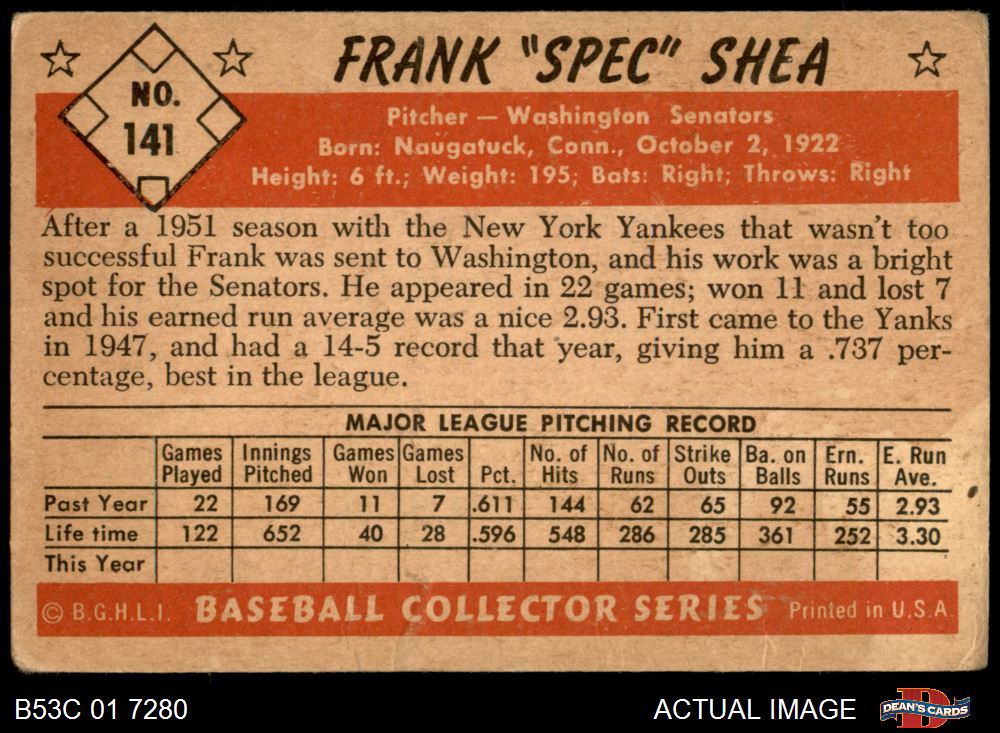 FRANK "SPEC" SHEA
NO.
141
Pitcher — Washington Senators
Born: Naugatuck, Conn., October 2, 1922
Height: 6 ft.; Weight: 195; Bats: Right; Throws: Right
After a 1951 season with the New York Yankees that wasn't too
successful Frank was sent to Washington, and his work was a bright
spot for the Senators. He appeared in 22 games; won 11 and lost 7
and his earned run average was a nice 2.93. First came to the Yanks
in 1947, and had a 14-5 record that year, giving him a .737 per-
centage, best in the league.
MAJOR LEAGUE PITCHING RECORD
Games Played Innings Pitched Games Won Games Lost Pct. No. of Hits No. of Runs Strike Outs Ba. on Balls Ern. Runs E. Run Ave.
Past Year 22 169 11 7 .611 144 62 65 92 55 2.93
Life time 122 652 40 28 .596 548 286 285 361 252 3.30
This Year
© B.G.H.L.I. BASEBALL COLLECTOR SERIES Printed in U.S.A.
B53C 01 7280 ACTUAL IMAGE DEAN'S CARDS